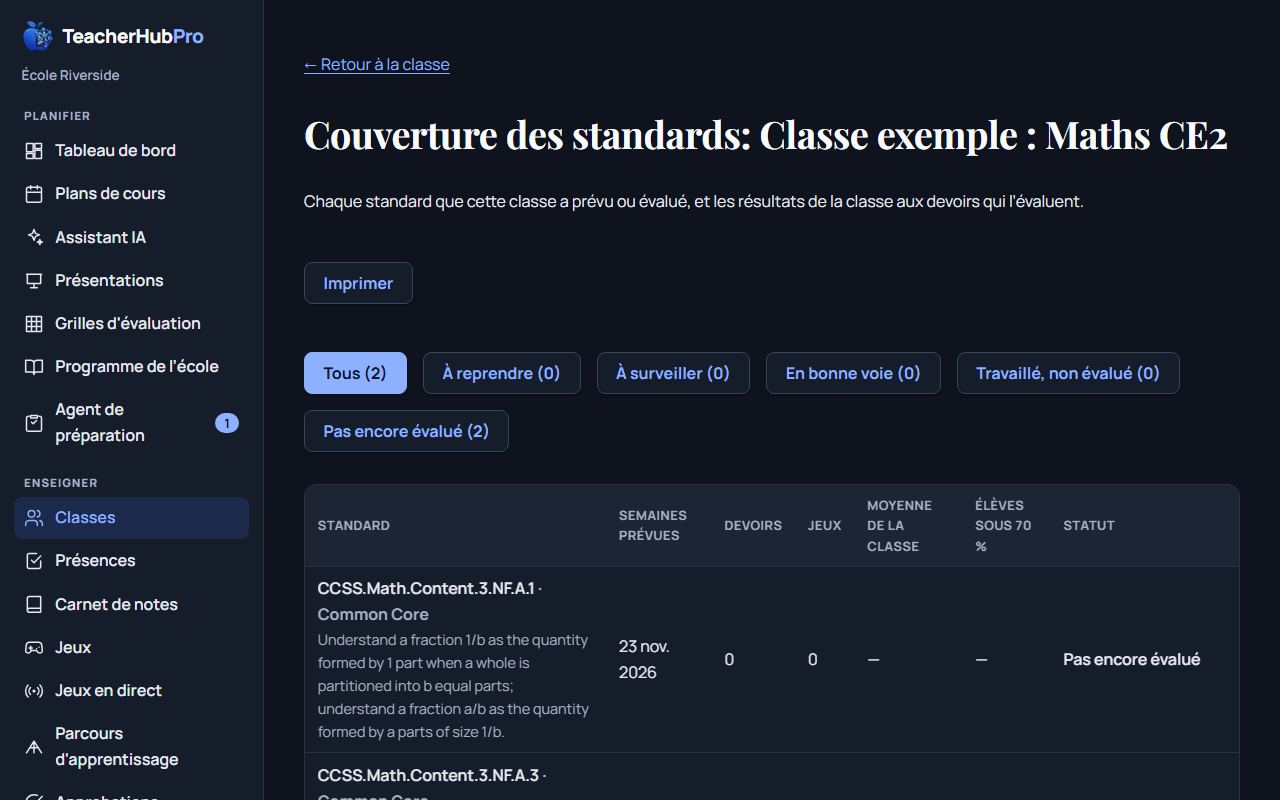 TeacherHubPro
École Riverside
PLANIFIER
Tableau de bord
Plans de cours
Assistant IA
Présentations
Grilles d'évaluation
Programme de l'école
Agent de
préparation
1
ENSEIGNER
Classes
Présences
Carnet de notes
Jeux
Jeux en direct
Parcours
d'apprentissage
← Retour à la classe
Couverture des standards: Classe exemple : Maths CE2
Chaque standard que cette classe a prévu ou évalué, et les résultats de la classe aux devoirs qui l'évaluent.
Imprimer
Tous (2)
À reprendre (0)
À surveiller (0)
En bonne voie (0)
Travaillé, non évalué (0)
Pas encore évalué (2)
STANDARD
SEMAINES
PRÉVUES
DEVOIRS
JEUX
MOYENNE
DE LA
CLASSE
ÉLÈVES
SOUS 70
%
STATUT
CCSS.Math.Content.3.NF.A.1 ·
Common Core
Understand a fraction 1/b as the quantity
formed by 1 part when a whole is
partitioned into b equal parts;
understand a fraction a/b as the quantity
formed by a parts of size 1/b.
23 nov.
2026
0
0
—
—
Pas encore évalué
CCSS.Math.Content.3.NF.A.3 ·